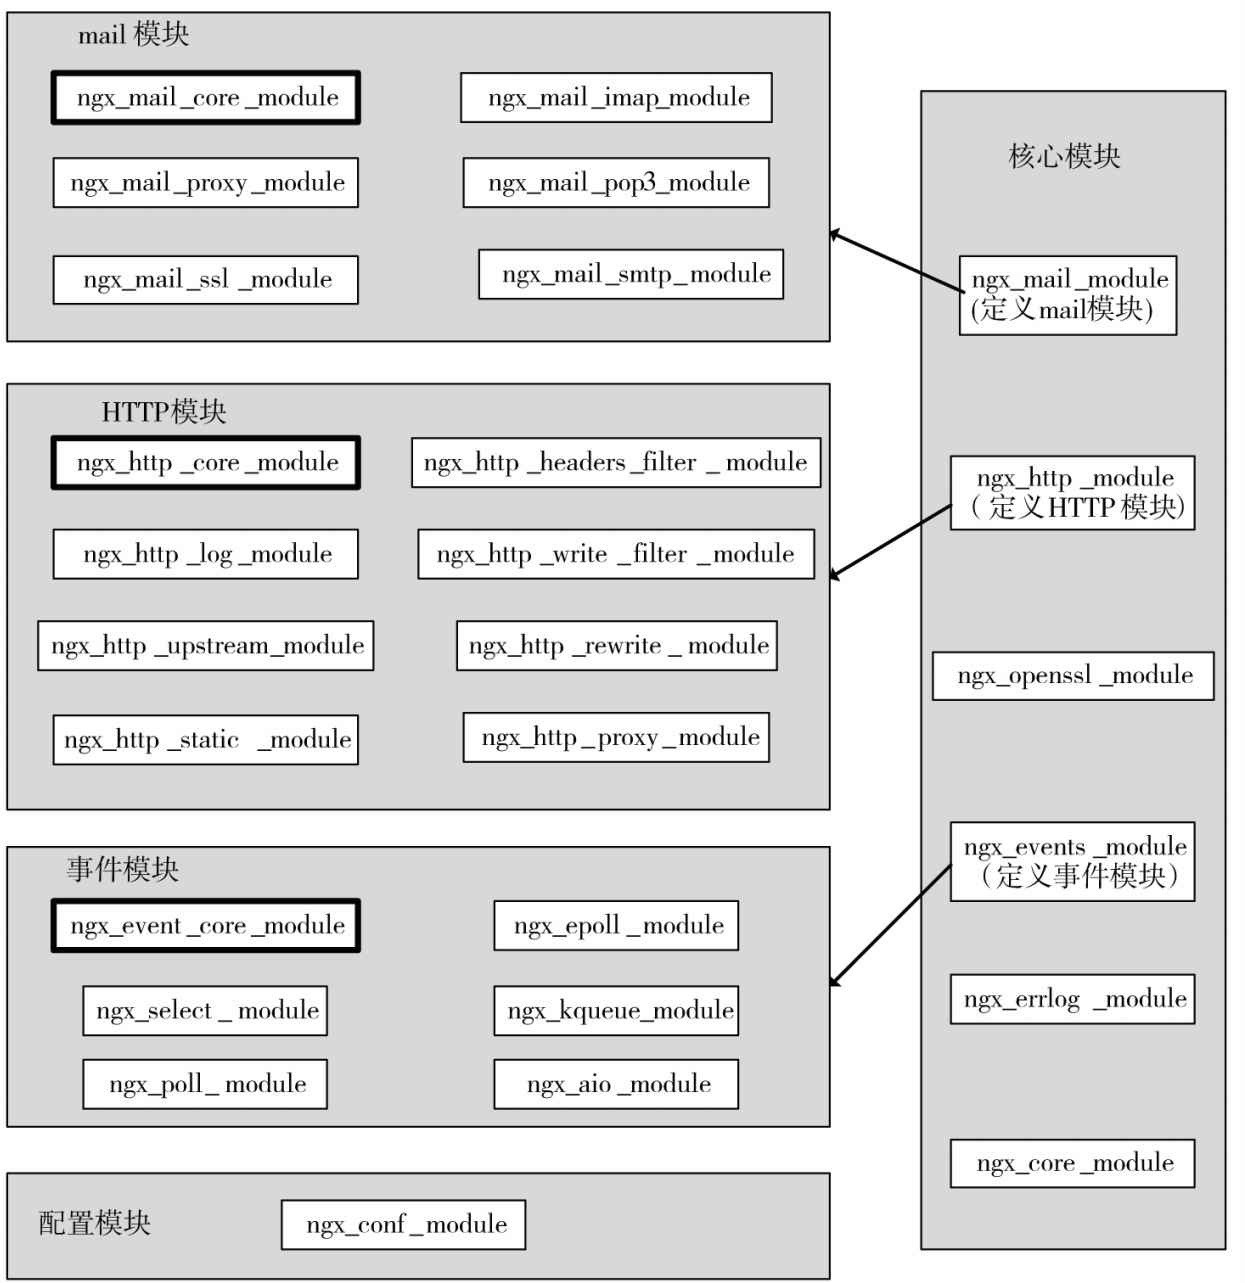 mail 模块
ngx_mail_core_module
ngx_mail_imap_module
ngx_mail_proxy_module
ngx_mail_pop3_module
ngx_mail_ssl_module
ngx_mail_smtp_module
HTTP模块
ngx_http_core_module
ngx_http_headers_filter_module
ngx_http_log_module
ngx_http_write_filter_module
ngx_http_upstream_module
ngx_http_rewrite_module
ngx_http_static_module
ngx_http_proxy_module
事件模块
ngx_event_core_module
ngx_epoll_module
ngx_select_module
ngx_kqueue_module
ngx_poll_module
ngx_aio_module
配置模块
ngx_conf_module
核心模块
ngx_mail_module
(定义mail模块)
ngx_http_module
（定义HTTP模块)
ngx_openssl_module
ngx_events_module
（定义事件模块）
ngx_errlog_module
ngx_core_module